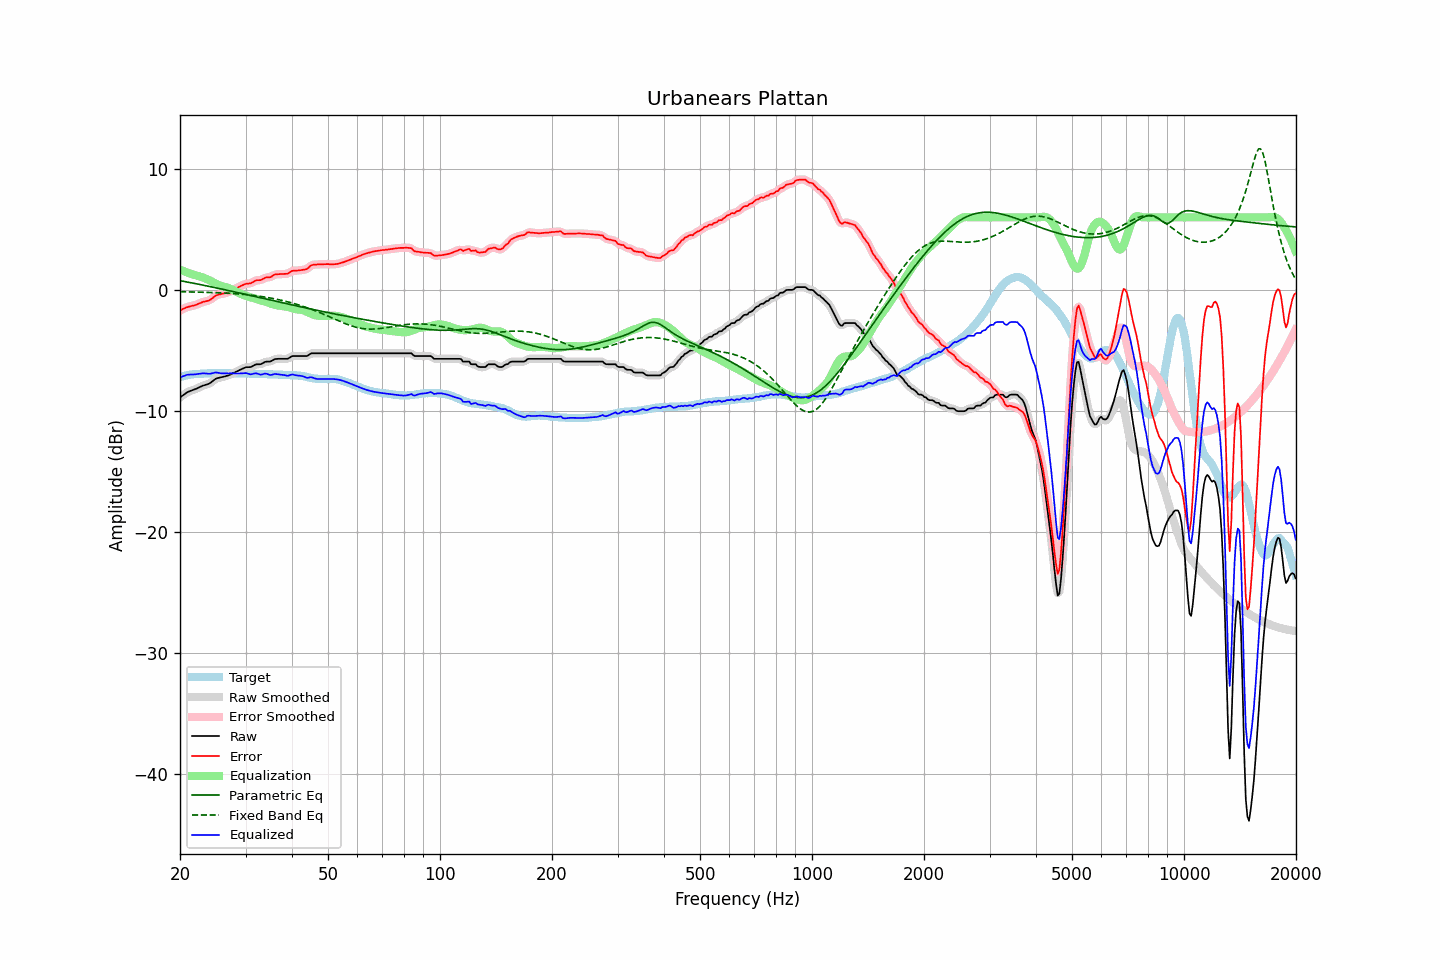 Urbanears Plattan
Amplitude (dBr)
10
0
−10
−20
−30
−40
Target
Raw Smoothed
Error Smoothed
Raw
Error
Equalization
Parametric Eq
Fixed Band Eq
Equalized
20 50 100 200 500 1000 2000 5000 10000 20000
Frequency (Hz)